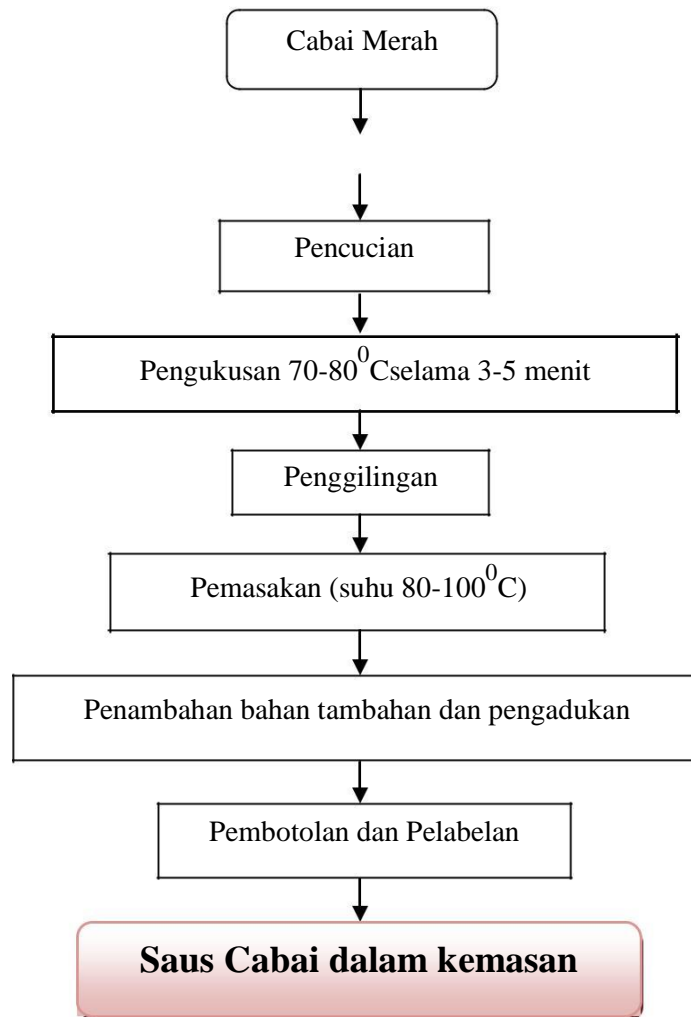 Cabai Merah
Pencucian
Pengukusan 70-80⁰Cselama 3-5 menit
Penggilingan
Pemasakan (suhu 80-100⁰C)
Penambahan bahan tambahan dan pengadukan
Pembotolan dan Pelabelan
Saus Cabai dalam kemasan